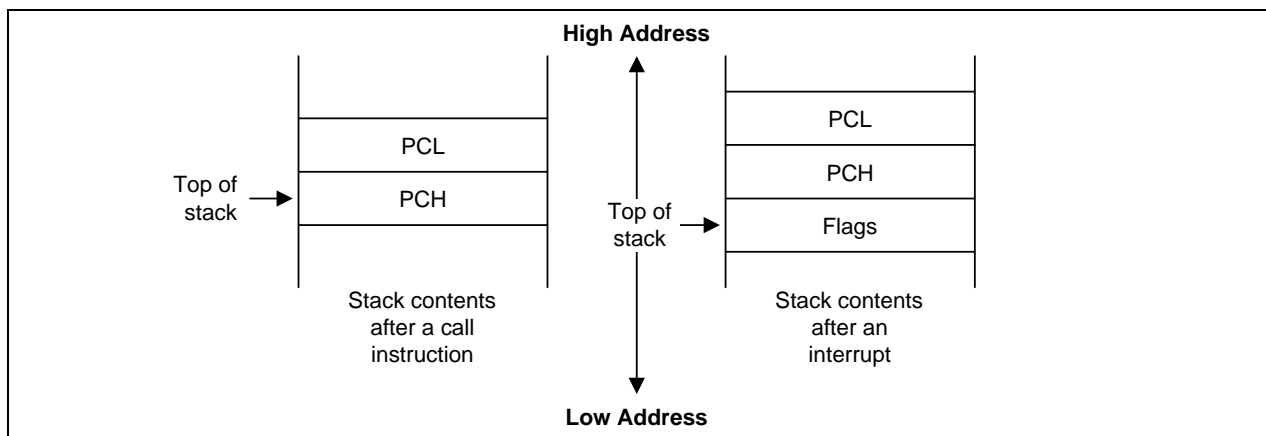 High Address
PCL
PCH
Top of
stack
Stack contents
after a call
instruction
Top of
stack
PCL
PCH
Flags
Stack contents
after an
interrupt
Low Address